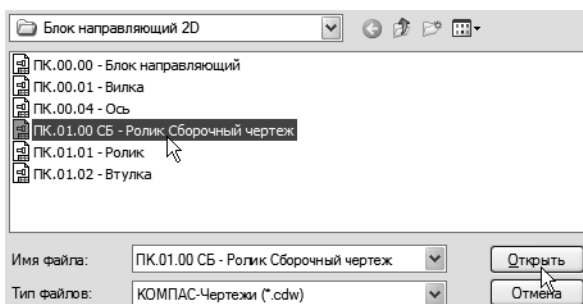 Блок направляющий 2D
ПК.00.00 - Блок направляющий
ПК.00.01 - Вилка
ПК.00.04 - Ось
ПК.01.00 СБ - Ролик Сборочный чертеж
ПК.01.01 - Ролик
ПК.01.02 - Втулка
Имя файла: ПК.01.00 СБ - Ролик Сборочный чертеж Открыть
Тип файлов: КОМПАС-Чертежи (*.cdw) Отмена